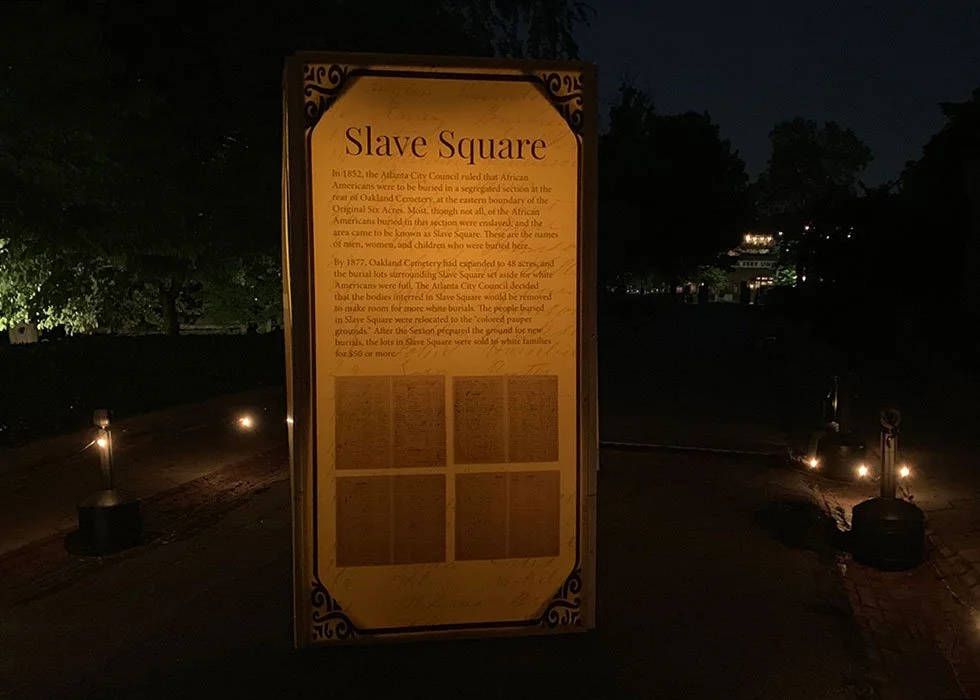 Slave Square
In 1852, the Atlanta City Council ruled that African
Americans were to be buried in a segregated section at the
rear of Oakland Cemetery, at the eastern boundary of the
Original Six Acres. Most, though not all, of the African
Americans buried in this section were enslaved, and the
area came to be known as Slave Square. These are the names
of men, women, and children who were buried here.
By 1877, Oakland Cemetery had expanded to 48 acres, and
the burial lots surrounding Slave Square set aside for white
Americans were full. The Atlanta City Council decided
that the bodies interred in Slave Square would be removed
to make room for more white burials. The people buried
in Slave Square were relocated to the "colored pauper
grounds." After the Sexton prepared the ground for new
burials, the lots in Slave Square were sold to white families
for $50 or more.